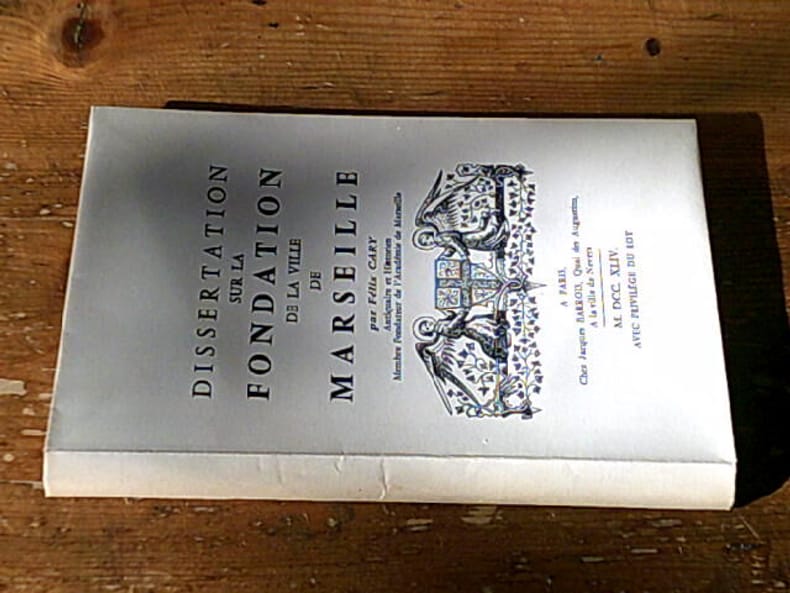 DISSERTATION
SUR LA
FONDATION
DE LA VILLE
DE
MARSEILLE
par Félix CARY
Antiquaire et Historien
Membre Fondateur de l'Académie de Marseille
A PARIS,
Chez Jacques BARROIS, Quai des Augustins,
A la ville de Nevers
M. DCC. XLIV.
AVEC PRIVILEGE DU ROY